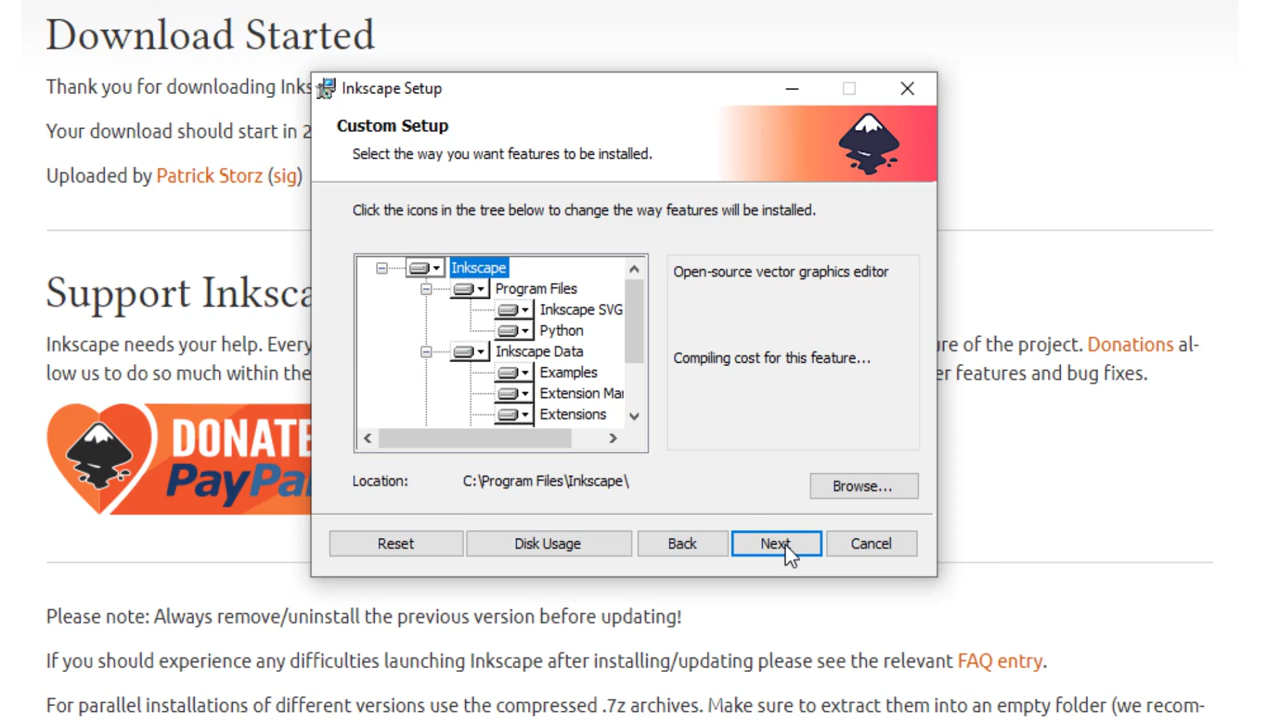 Download Started
Thank you for downloading Inks
Your download should start in 2
Uploaded by Patrick Storz (sig)
Support Inksca
Inkscape needs your help. Every
re of the project. Donations al-
low us to do so much within the
er features and bug fixes.
DONATE
PayPal
Inkscape Setup
Custom Setup
Select the way you want features to be installed.
Click the icons in the tree below to change the way features will be installed.
Inkscape
Program Files
Inkscape SVG
Python
Inkscape Data
Examples
Extension Mar
Extensions
Open-source vector graphics editor
Compiling cost for this feature...
Location: C:\Program Files\Inkscape\
Browse...
Reset Disk Usage Back Next Cancel
Please note: Always remove/uninstall the previous version before updating!
If you should experience any difficulties launching Inkscape after installing/updating please see the relevant FAQ entry.
For parallel installations of different versions use the compressed .7z archives. Make sure to extract them into an empty folder (we recom-